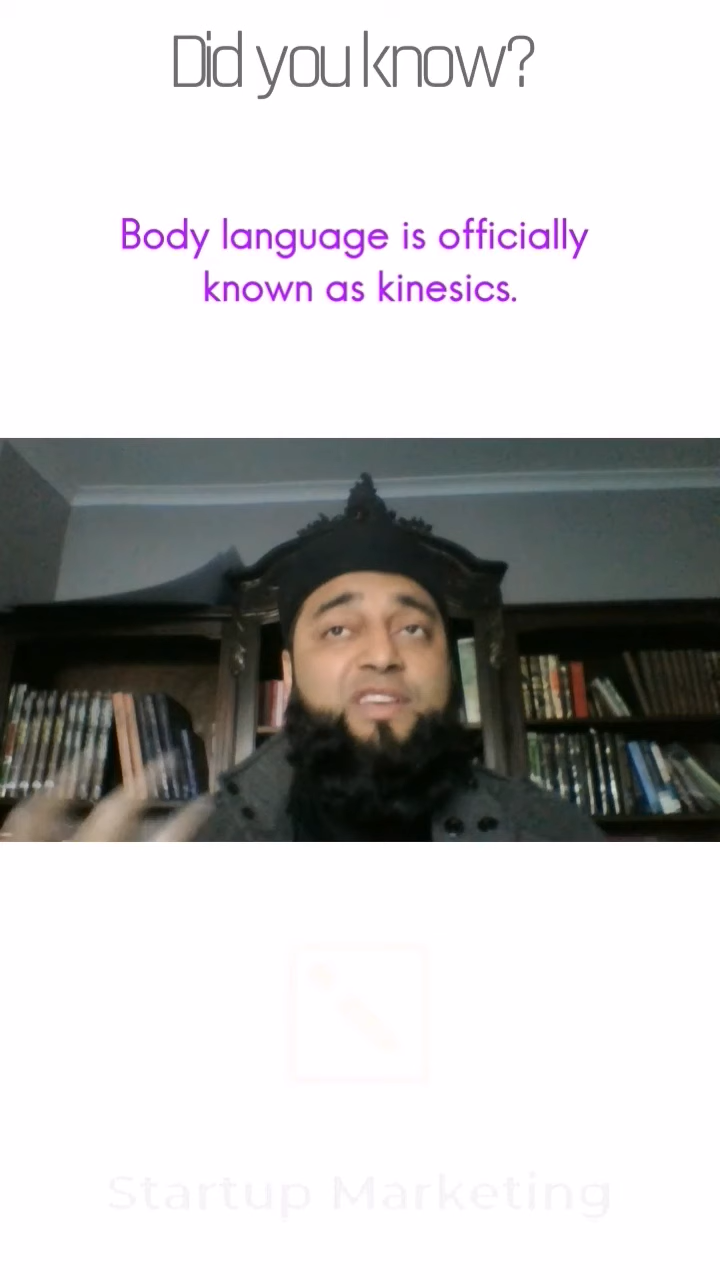 Did you know?
Body language is officially
known as kinesics.
Startup Marketing